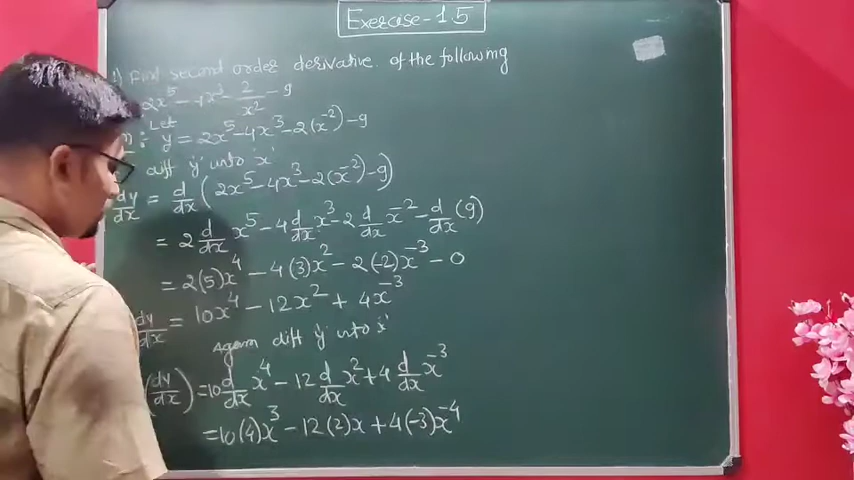 Exercise-1.5
1) Find second order derivative of the following
2x⁵ - 4x³ - 2/x² - 9
Let
: y = 2x⁵ - 4x³ - 2(x⁻²) - 9
diff 'y' w.r.to 'x'
dy/dx = d/dx (2x⁵ - 4x³ - 2(x⁻²) - 9)
= 2 d/dx x⁵ - 4 d/dx x³ - 2 d/dx x⁻² - d/dx (9)
= 2(5)x⁴ - 4(3)x² - 2(-2)x⁻³ - 0
dy/dx = 10x⁴ - 12x² + 4x⁻³
again diff 'y' w.r.to 'x'
(dy/dx) = 10 d/dx x⁴ - 12 d/dx x² + 4 d/dx x⁻³
= 10(4)x³ - 12(2)x + 4(-3)x⁻⁴